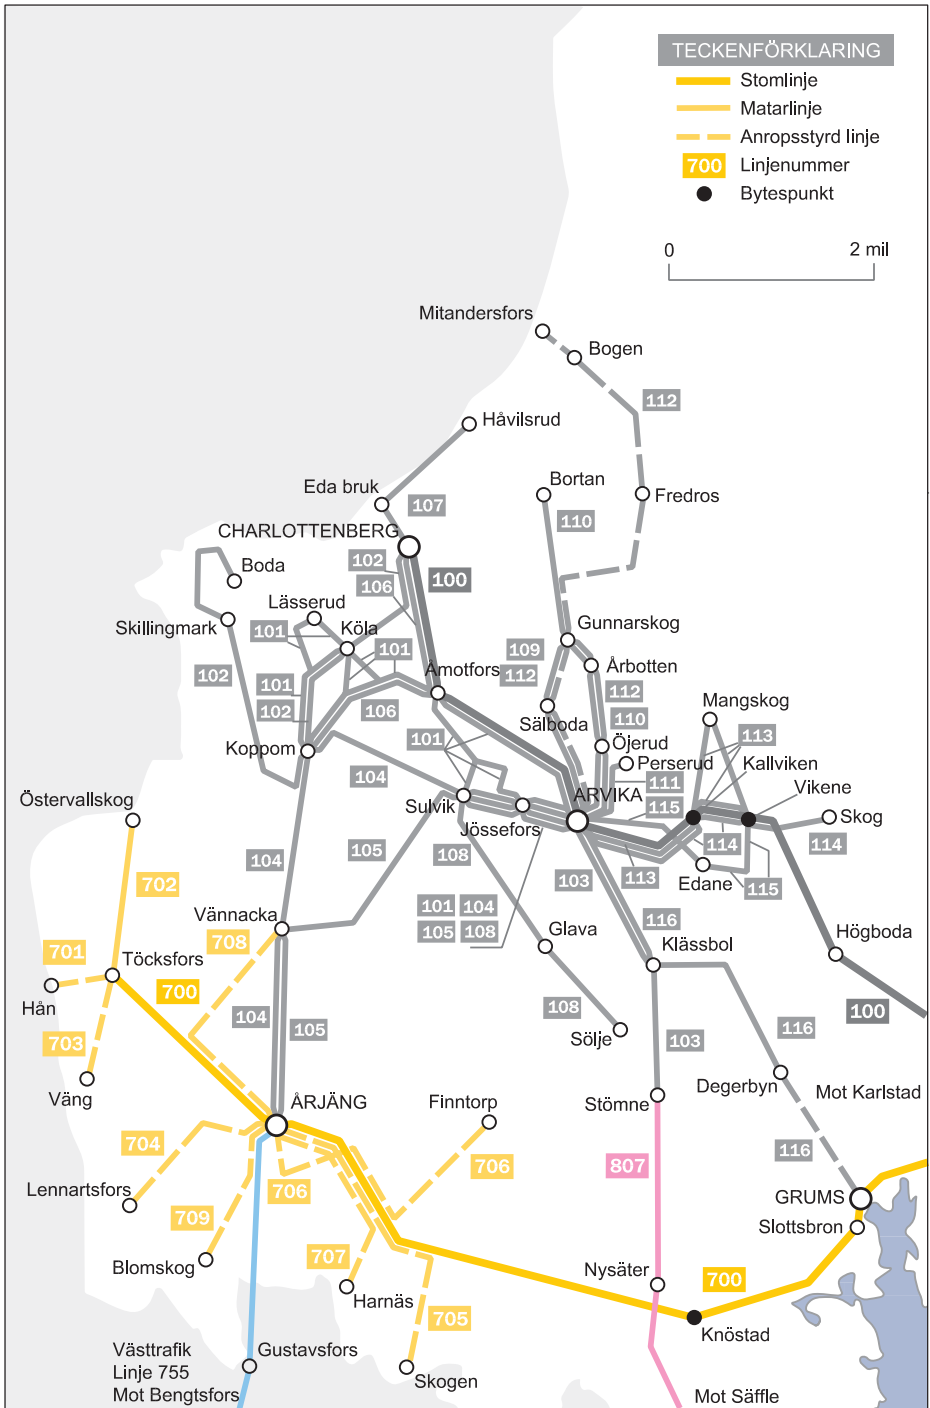 TECKENFÖRKLARING
Stomlinje
Matarlinje
Anropsstyrd linje
700 Linjenummer
Bytespunkt
0 2 mil
Mitandersfors
Bogen
112
Håvilsrud
Eda bruk
107
Bortan
Fredros
110
CHARLOTTENBERG
102
100
106
Boda
Lässerud
Skillingmark
101
Köla
101
Gunnarskog
109
112
Årbotten
102
101
102
106
Åmotfors
112
110
Sälboda
Mangskog
113
Koppom
101
104
Öjerud
Perserud
111
Kallviken
Vikene
Östervallskog
Sulvik
Jössefors
ARVIKA
115
Skog
114
114
105
108
103
113
Edane
115
104
702
101 104
105 108
116
Vännacka
708
Glava
Klässbol
Högboda
701
Töcksfors
700
Hån
108
100
703
104
105
Sölje
103
116
Väng
Degerbyn
Mot Karlstad
ÅRJÄNG
Finntorp
Stömne
704
706
706
807
116
Lennartsfors
709
GRUMS
Slottsbron
Blomskog
707
Nysäter
700
Harnäs
705
Knöstad
Västtrafik
Linje 755
Mot Bengtsfors
Gustavsfors
Skogen
Mot Säffle